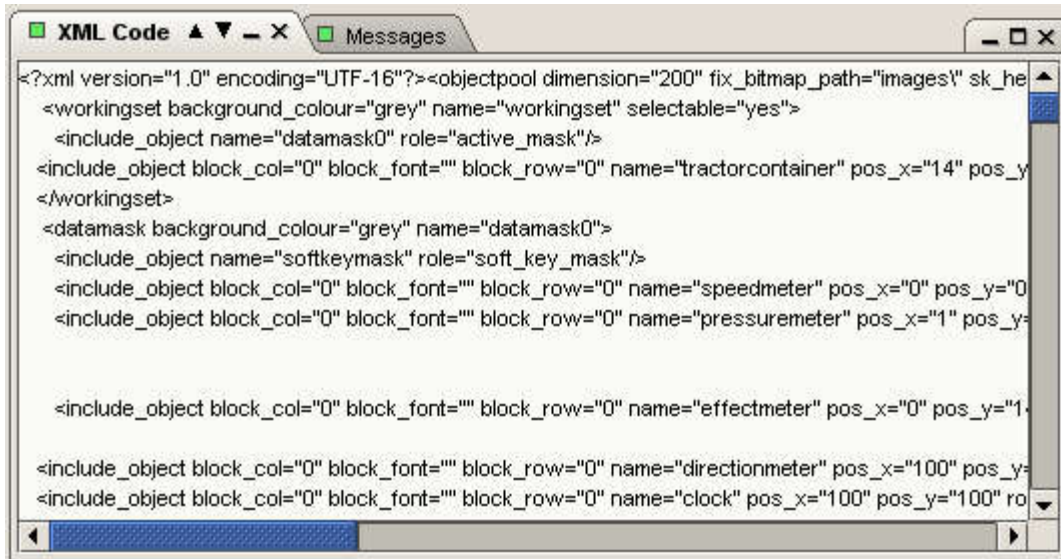 XML Code
Messages
<?xml version="1.0" encoding="UTF-16"?><objectpool dimension="200" fix_bitmap_path="images\" sk_he
<workingset background_colour="grey" name="workingset" selectable="yes">
<include_object name="datamask0" role="active_mask"/>
<include_object block_col="0" block_font="" block_row="0" name="tractorcontainer" pos_x="14" pos_y
</workingset>
<datamask background_colour="grey" name="datamask0">
<include_object name="softkeymask" role="soft_key_mask"/>
<include_object block_col="0" block_font="" block_row="0" name="speedmeter" pos_x="0" pos_y="0
<include_object block_col="0" block_font="" block_row="0" name="pressuremeter" pos_x="1" pos_y=
<include_object block_col="0" block_font="" block_row="0" name="effectmeter" pos_x="0" pos_y="1
<include_object block_col="0" block_font="" block_row="0" name="directionmeter" pos_x="100" pos_y=
<include_object block_col="0" block_font="" block_row="0" name="clock" pos_x="100" pos_y="100" ro